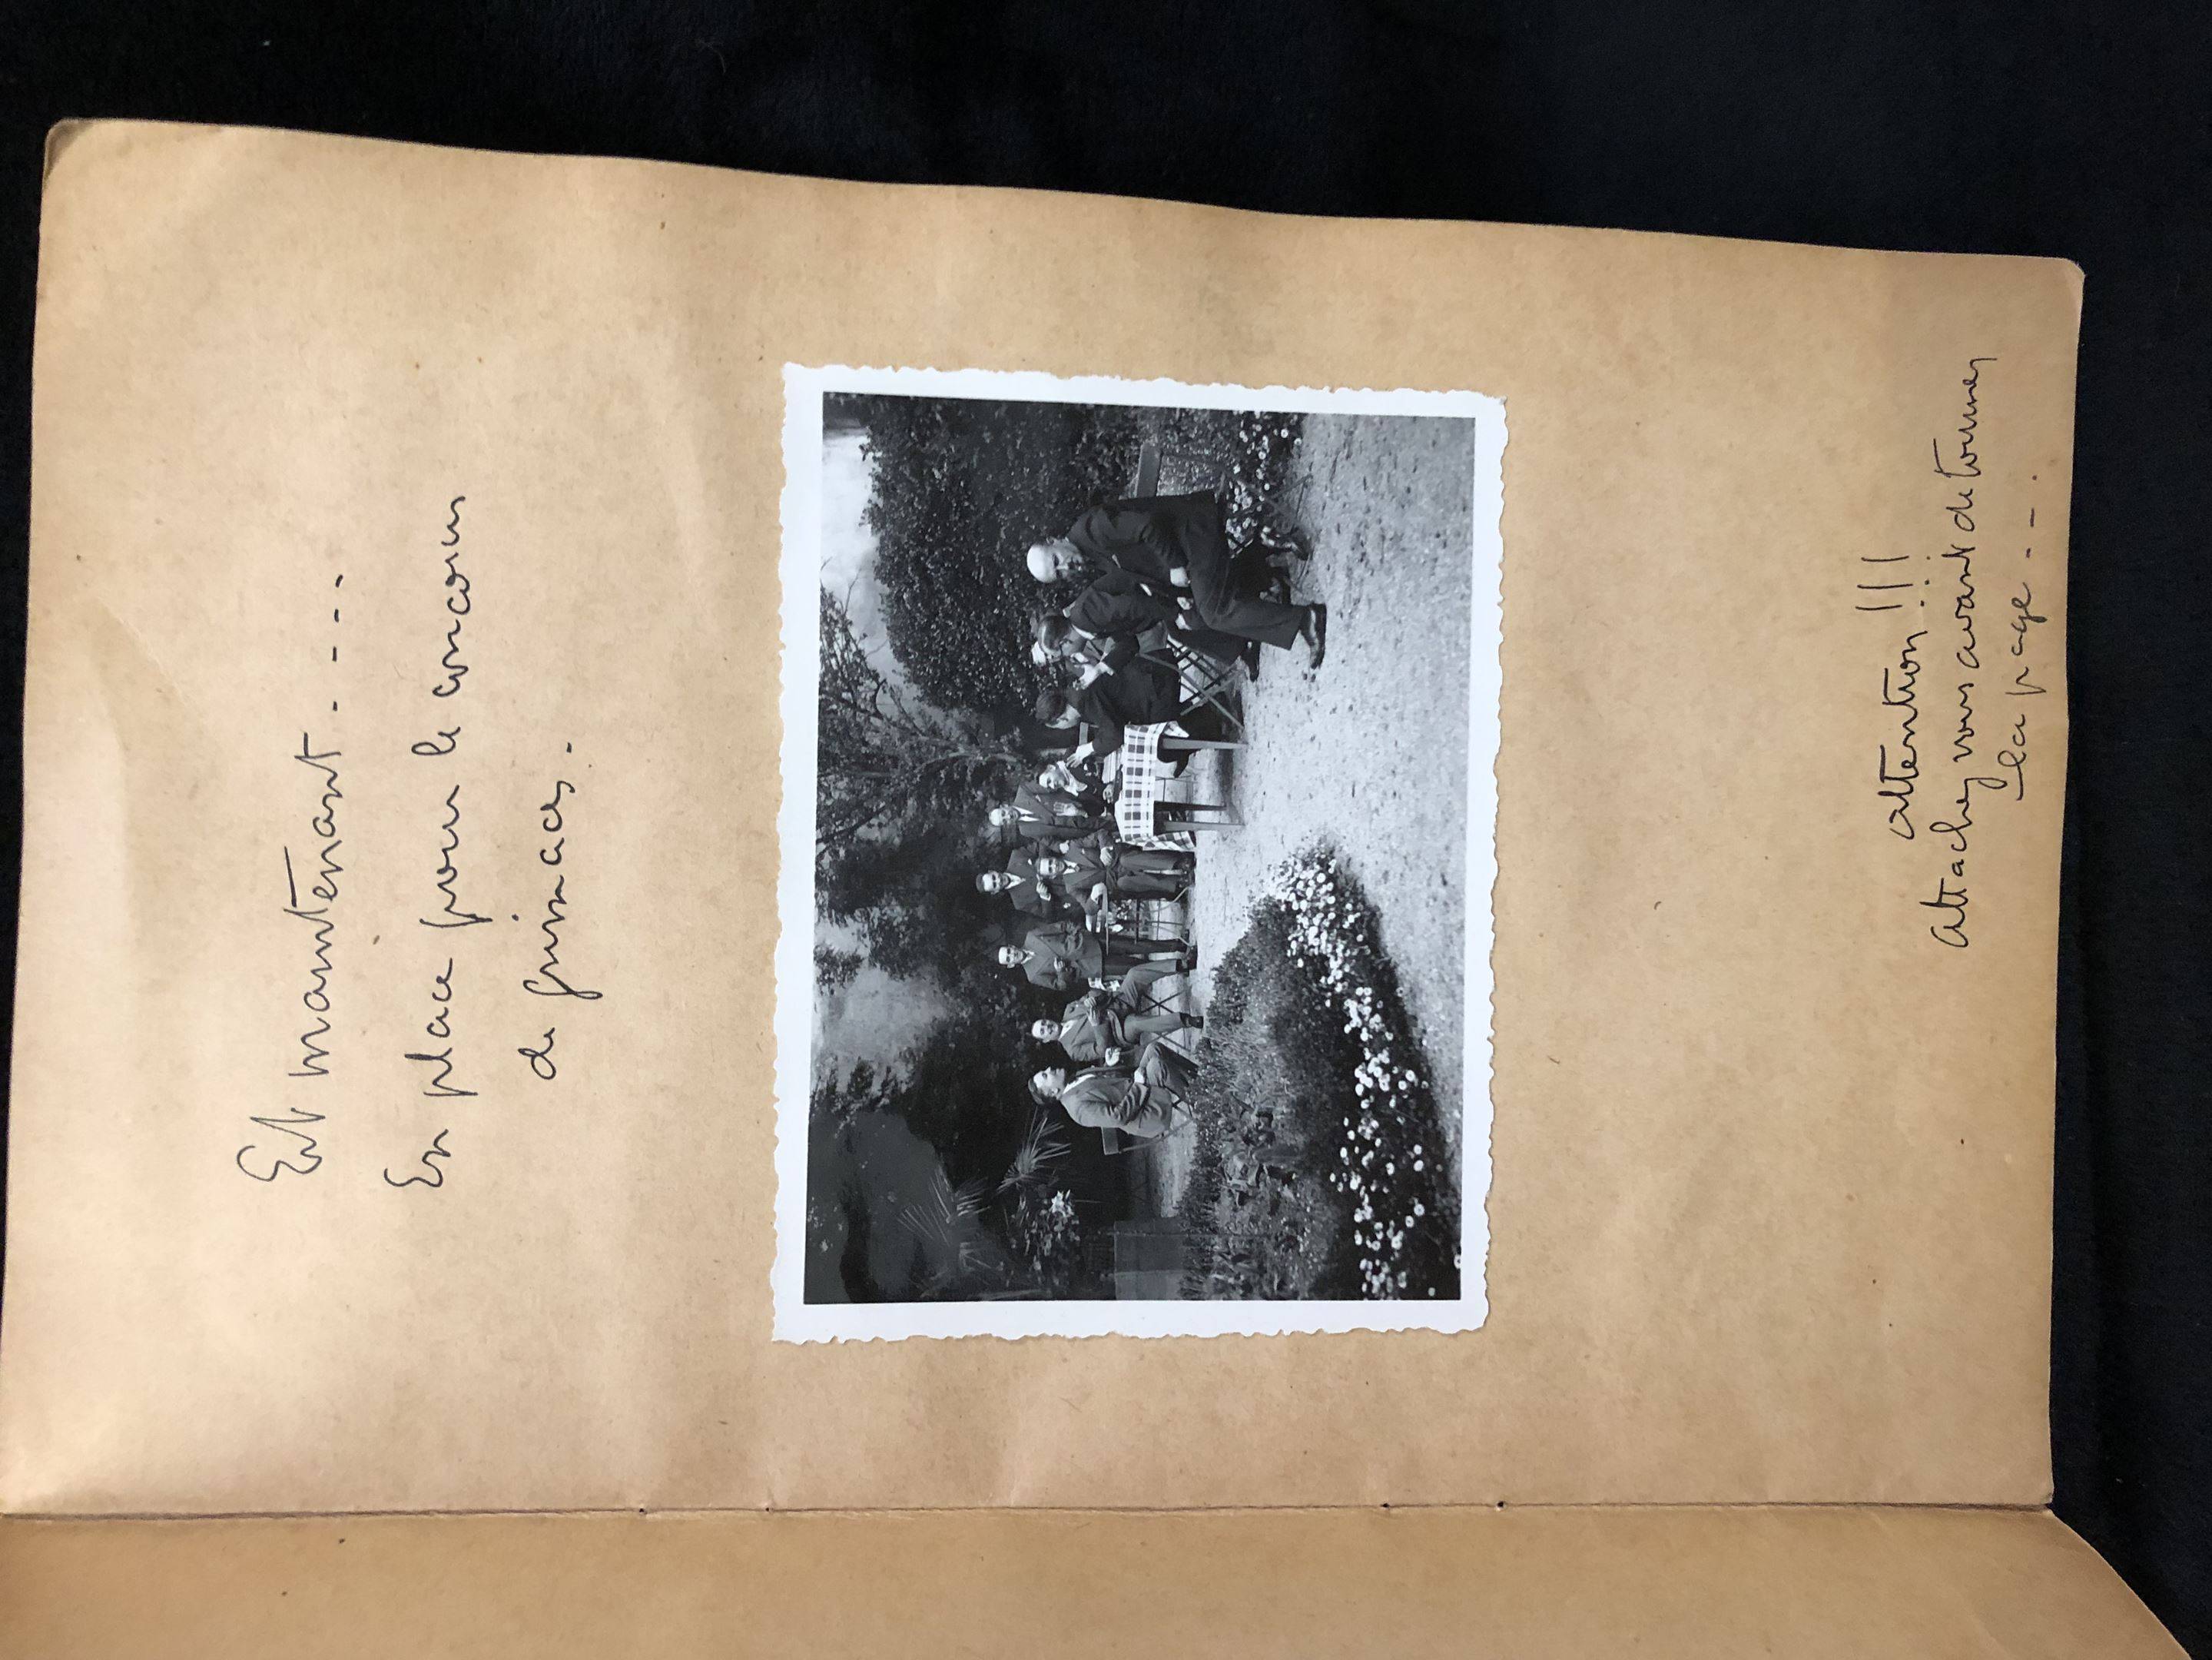 Et maintenant . . - - -
En place pour le concours
de grimaces .
attention !!!
Attachez vous avant de tourner
la page . - - .